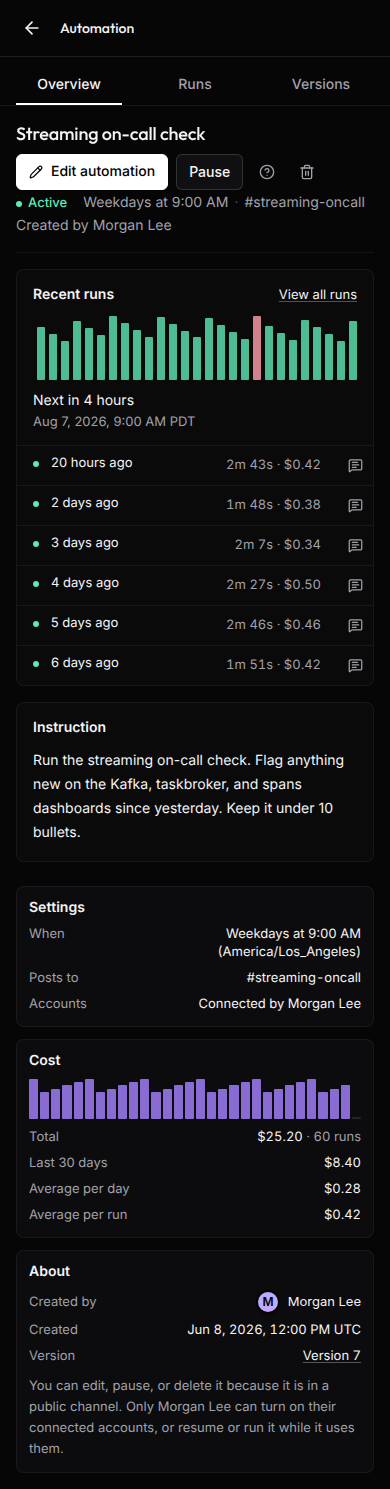 Automation
Overview Runs Versions
Streaming on-call check
Edit automation Pause
Active Weekdays at 9:00 AM · #streaming-oncall
Created by Morgan Lee
Recent runs View all runs
Next in 4 hours
Aug 7, 2026, 9:00 AM PDT
20 hours ago 2m 43s · $0.42
2 days ago 1m 48s · $0.38
3 days ago 2m 7s · $0.34
4 days ago 2m 27s · $0.50
5 days ago 2m 46s · $0.46
6 days ago 1m 51s · $0.42
Instruction
Run the streaming on-call check. Flag anything
new on the Kafka, taskbroker, and spans
dashboards since yesterday. Keep it under 10
bullets.
Settings
When Weekdays at 9:00 AM
(America/Los_Angeles)
Posts to #streaming-oncall
Accounts Connected by Morgan Lee
Cost
Total $25.20 · 60 runs
Last 30 days $8.40
Average per day $0.28
Average per run $0.42
About
Created by M Morgan Lee
Created Jun 8, 2026, 12:00 PM UTC
Version Version 7
You can edit, pause, or delete it because it is in a
public channel. Only Morgan Lee can turn on their
connected accounts, or resume or run it while it uses
them.